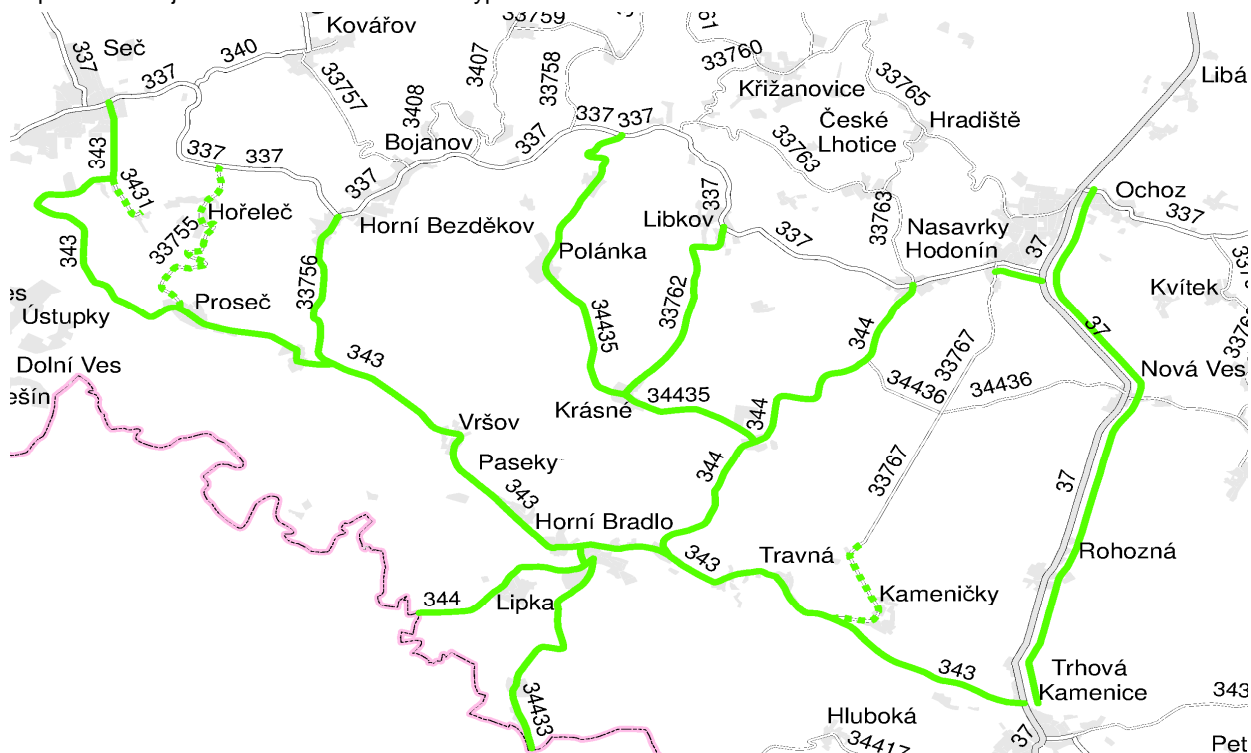 33759
61
Kovářov
Seč
337
340
337
33757
3407
3408
33758
33760
33765
Libá
Křižanovice
České
Lhotice
Hradiště
337
337
337
Bojanov
33763
343
3431
337
337
337
Hořeleč
33755
Horní Bezděkov
337
Libkov
33763
Ochoz
337
Nasavrky
Hodonín
37
343
33756
Polánka
337
33762
Kvítek
es
Ústupky
Proseč
34435
344
37
33767
Dolní Ves
343
Nová Ves
ešín
34436
34436
Krásné
34435
344
Vršov
Paseky
343
344
33767
37
Horní Bradlo
343
Travná
Rohozná
344
Lipka
Kameničky
343
Trhová
Kamenice
34433
343
Hluboká
34417
37
Pet